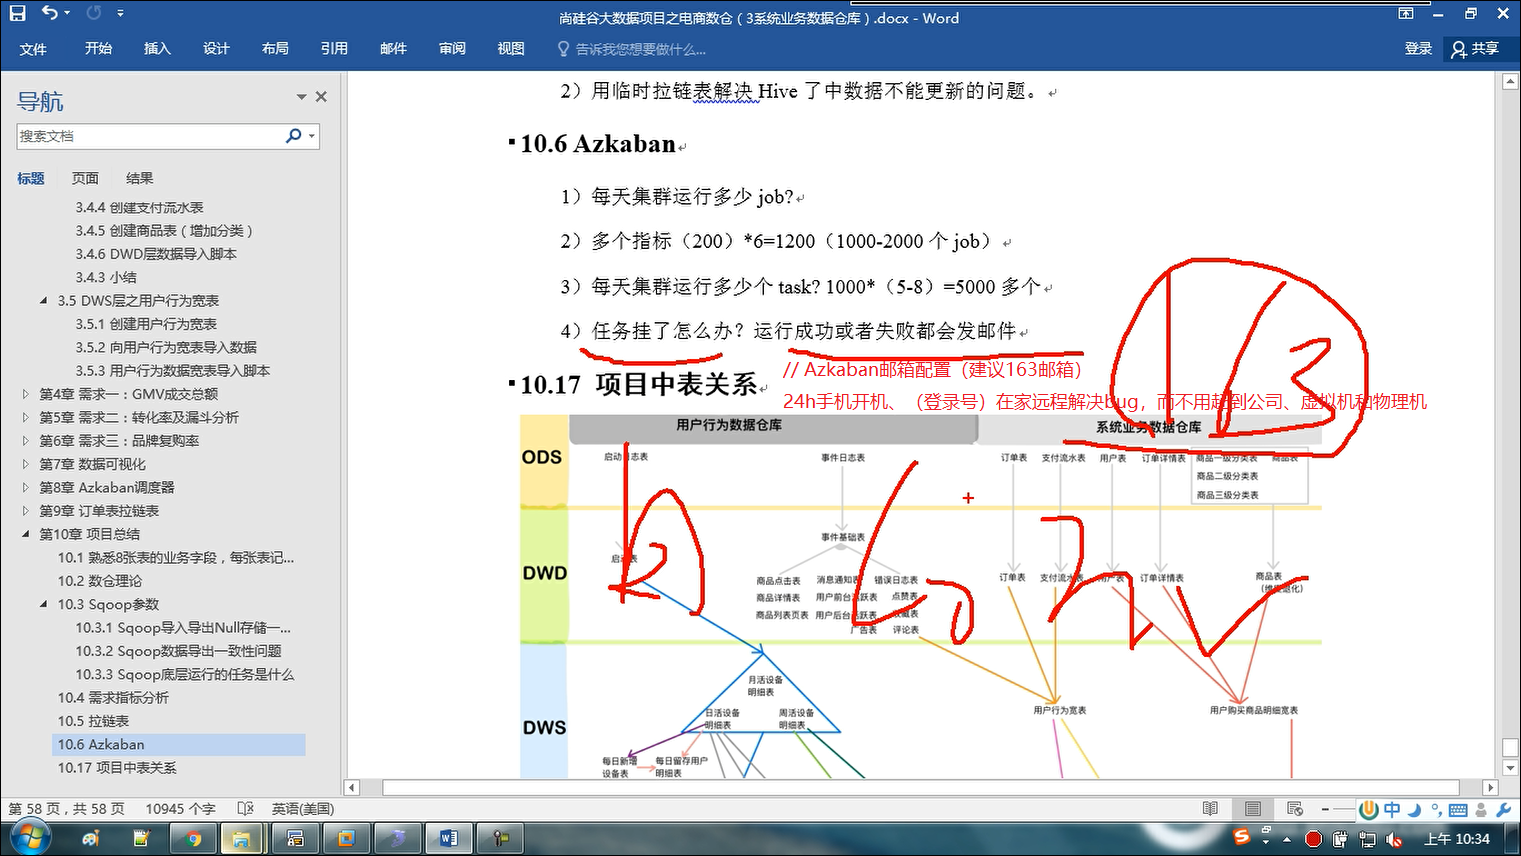 尚硅谷大数据项目之电商数仓（3系统业务数据仓库）.docx - Word
文件 开始 插入 设计 布局 引用 邮件 审阅 视图 告诉我您想要做什么... 登录 共享
导航
搜索文档
标题 页面 结果
3.4.4 创建支付流水表
3.4.5 创建商品表（增加分类）
3.4.6 DWD层数据导入脚本
3.4.3 小结
3.5 DWS层之用户行为宽表
3.5.1 创建用户行为宽表
3.5.2 向用户行为宽表导入数据
3.5.3 用户行为数据宽表导入脚本
第4章 需求一：GMV成交总额
第5章 需求二：转化率及漏斗分析
第6章 需求三：品牌复购率
第7章 数据可视化
第8章 Azkaban调度器
第9章 订单表拉链表
第10章 项目总结
10.1 熟悉8张表的业务字段，每张表记...
10.2 数仓理论
10.3 Sqoop参数
10.3.1 Sqoop导入导出Null存储一...
10.3.2 Sqoop数据导出一致性问题
10.3.3 Sqoop底层运行的任务是什么
10.4 需求指标分析
10.5 拉链表
10.6 Azkaban
10.17 项目中表关系
2）用临时拉链表解决 Hive 了中数据不能更新的问题。
10.6 Azkaban
1）每天集群运行多少 job?
2）多个指标（200）*6=1200（1000-2000 个 job）
3）每天集群运行多少个 task? 1000*（5-8）=5000 多个
4）任务挂了怎么办？运行成功或者失败都会发邮件
// Azkaban邮箱配置（建议163邮箱）
10.17 项目中表关系
24h手机开机、（登录号）在家远程解决bug，而不用赶到公司、虚拟机和物理机
163
用户行为数据仓库 系统业务数据仓库
ODS
启动日志表 事件日志表 订单表 支付流水表 用户表 订单详情表 商品一级分类表 商品表
商品二级分类表
商品三级分类表
事件基础表
DWD
启动表 商品点击表 消息通知表 错误日志表 订单表 支付流水表 用户表 订单详情表 商品表
（维度退化）
商品详情表 用户前台活跃表 点赞表
商品列表页表 用户后台活跃表 收藏表
广告表 评论表
DWS
月活设备
明细表
日活设备
明细表
周活设备
明细表
用户行为宽表 用户购买商品明细宽表
每日新增
设备表
每日留存用户
明细表
第 58 页，共 58 页 10945 个字 英语(美国)
中
上午 10:34